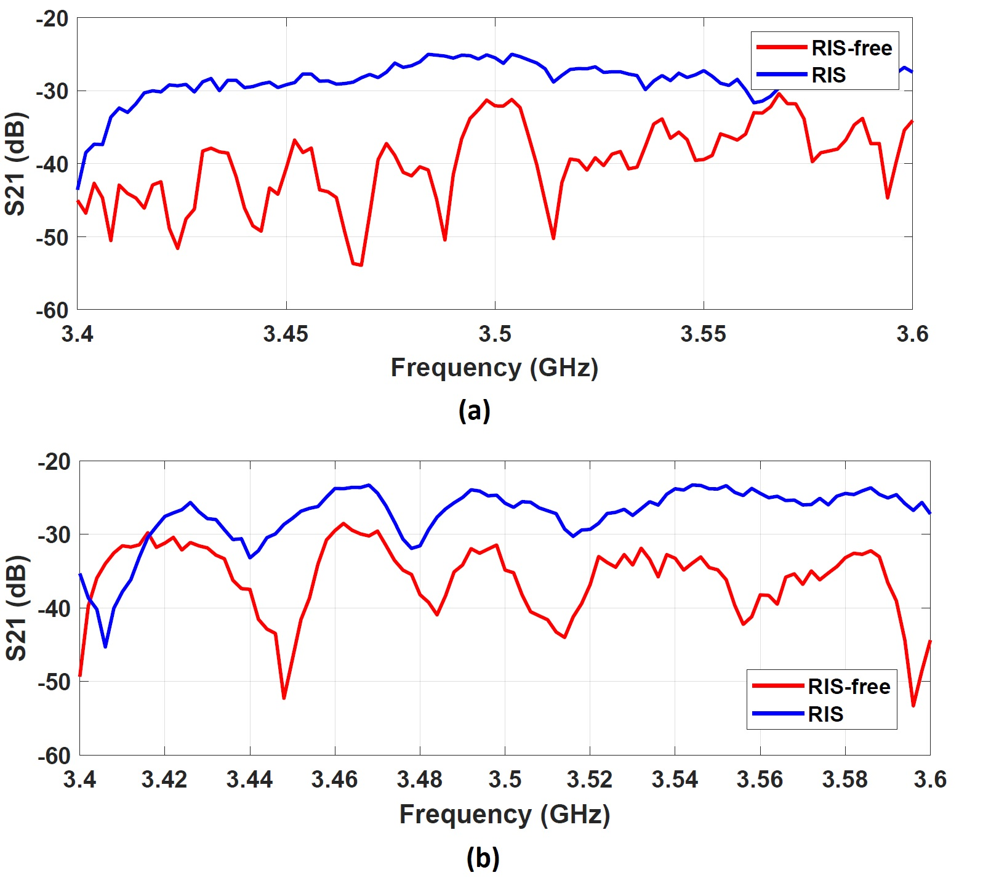 -20
-30
-40
-50
-60
S21 (dB)
RIS-free
RIS
3.4 3.45 3.5 3.55 3.6
Frequency (GHz)
(a)
-20
-30
-40
-50
-60
S21 (dB)
RIS-free
RIS
3.4 3.42 3.44 3.46 3.48 3.5 3.52 3.54 3.56 3.58 3.6
Frequency (GHz)
(b)